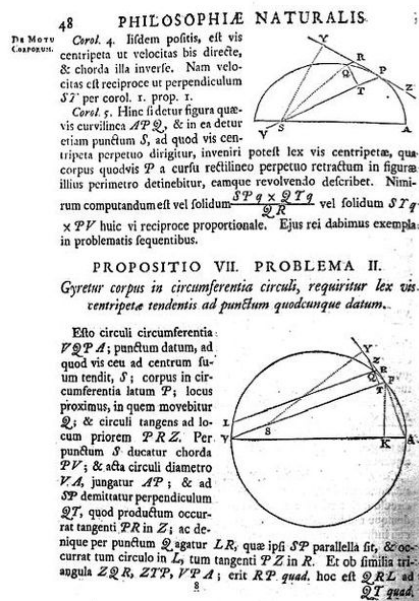 48 PHILOSOPHIÆ NATURALIS
DE MOTU
CORPORUM.
Corol. 4. Iisdem positis, est vis
centripeta ut velocitas bis directe,
& chorda illa inverse. Nam velo-
citas est reciproce ut perpendiculum
ST per corol. 1. prop. 1.
Corol. 5. Hinc si detur figura quæ-
vis curvilinea APQ, & in ea detur
etiam punctum S, ad quod vis cen-
tripeta perpetuo dirigitur, inveniri potest lex vis centripetæ, qua
corpus quodvis P a cursu rectilineo perpetuo retractum in figuræ
illius perimetro detinebitur, eamque revolvendo describet. Nimi-
rum computandum est vel solidum SPq × QTq / QR vel solidum STq
× PV huic vi reciproce proportionale. Ejus rei dabimus exempla
in problematis sequentibus.
Y
R
Q
P
T
Z
V
S
A
PROPOSITIO VII. PROBLEMA II.
Gyretur corpus in circumferentia circuli, requiritur lex vis
centripetæ tendentis ad punctum quodcunque datum.
Esto circuli circumferentia
VQPA; punctum datum, ad
quod vis ceu ad centrum su-
um tendit, S; corpus in cir-
cumferentia latum P; locus
proximus, in quem movebitur
Q; & circuli tangens ad lo-
cum priorem PRZ. Per
punctum S ducatur chorda
PV; & acta circuli diametro
VA, jungatur AP; & ad
SP demittatur perpendiculum
QT, quod productum occur-
rat tangenti PR in Z; ac de-
nique per punctum Q agatur LR, quæ ipsi SP parallela sit, & oc-
currat tum circulo in L, tum tangenti PZ in R. Et ob similia tri-
angula ZQR, ZTP, VPA; erit RP quad. hoc est QRL ad
QT quad.
Y
Z
R
Q
P
T
L
S
V
K
A